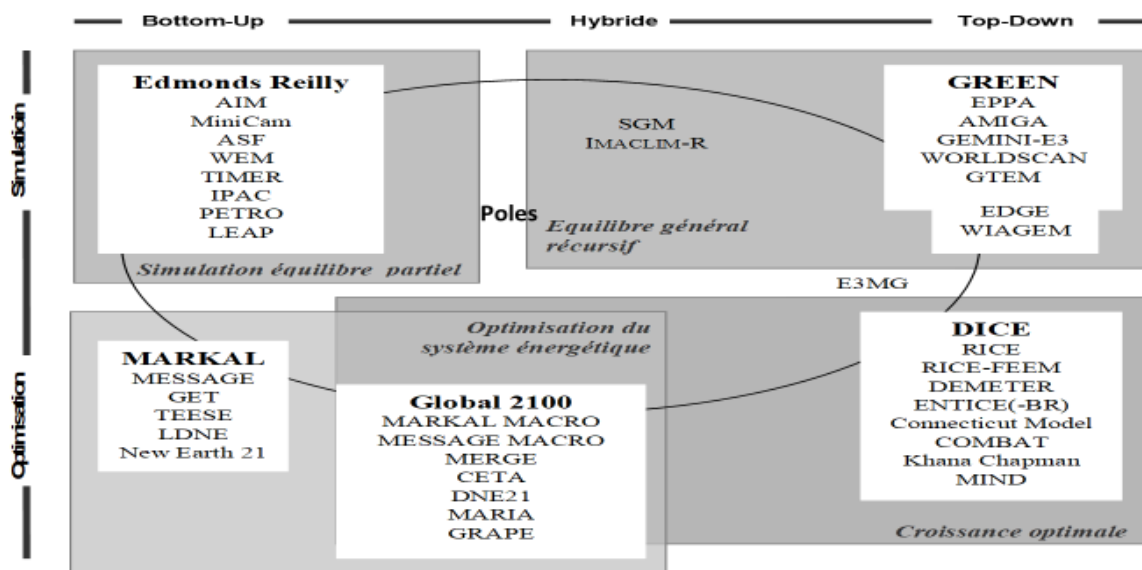 Bottom-Up
Hybride
Top-Down
Simulatioin
Optimisation
Edmonds Reilly
AIM
MiniCam
ASF
WEM
TIMER
IPAC
PETRO
LEAP
Simulation équilibre partiel
Poles
SGM
IMACLIM-R
Equilibre général
récursif
GREEN
EPPA
AMIGA
GEMINI-E3
WORLDSCAN
GTEM
EDGE
WIAGEM
E3MG
MARKAL
MESSAGE
GET
TEESE
LDNE
New Earth 21
Optimisation du
système énergétique
Global 2100
MARKAL MACRO
MESSAGE MACRO
MERGE
CETA
DNE21
MARIA
GRAPE
DICE
RICE
RICE-FEEM
DEMETER
ENTICE(-BR)
Connecticut Model
COMBAT
Khana Chapman
MIND
Croissance optimale